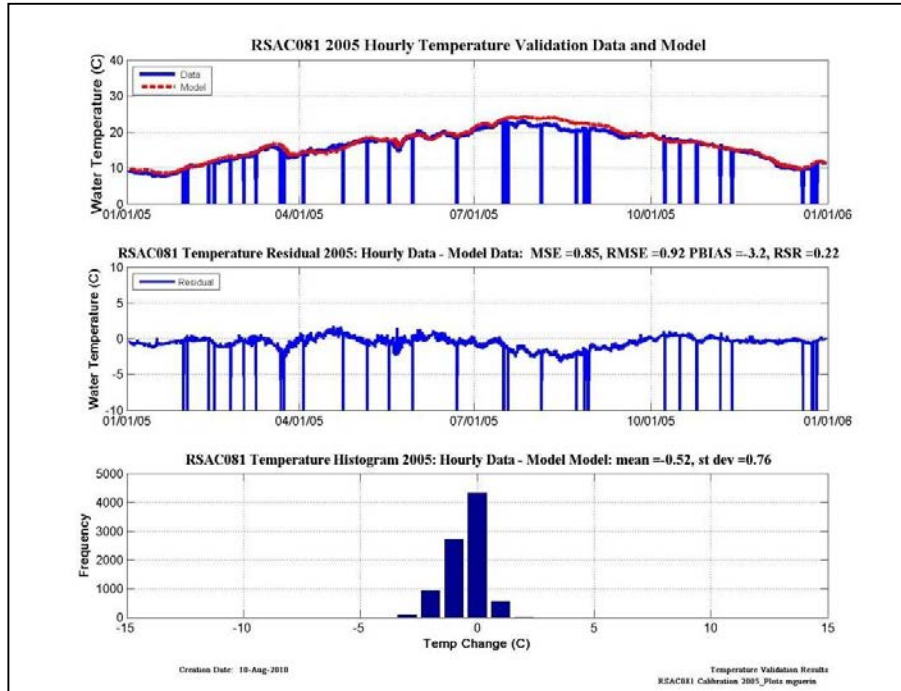 RSAC081 2005 Hourly Temperature Validation Data and Model
Water Temperature (C)
40
30
20
10
0
Data
Model
01/01/05 04/01/05 07/01/05 10/01/05 01/01/06
RSAC081 Temperature Residual 2005: Hourly Data - Model Data: MSE =0.85, RMSE =0.92 PBIAS =-3.2, RSR =0.22
Water Temperature (C)
10
5
0
-5
-10
Residual
01/01/05 04/01/05 07/01/05 10/01/05 01/01/06
RSAC081 Temperature Histogram 2005: Hourly Data - Model Model: mean =-0.52, st dev =0.76
Frequency
5000
4000
3000
2000
1000
0
-15 -10 -5 0 5 10 15
Temp Change (C)
Creation Date: 10-Aug-2010
Temperature Validation Results
RSAC081 Calibration 2005_Plots mguerin